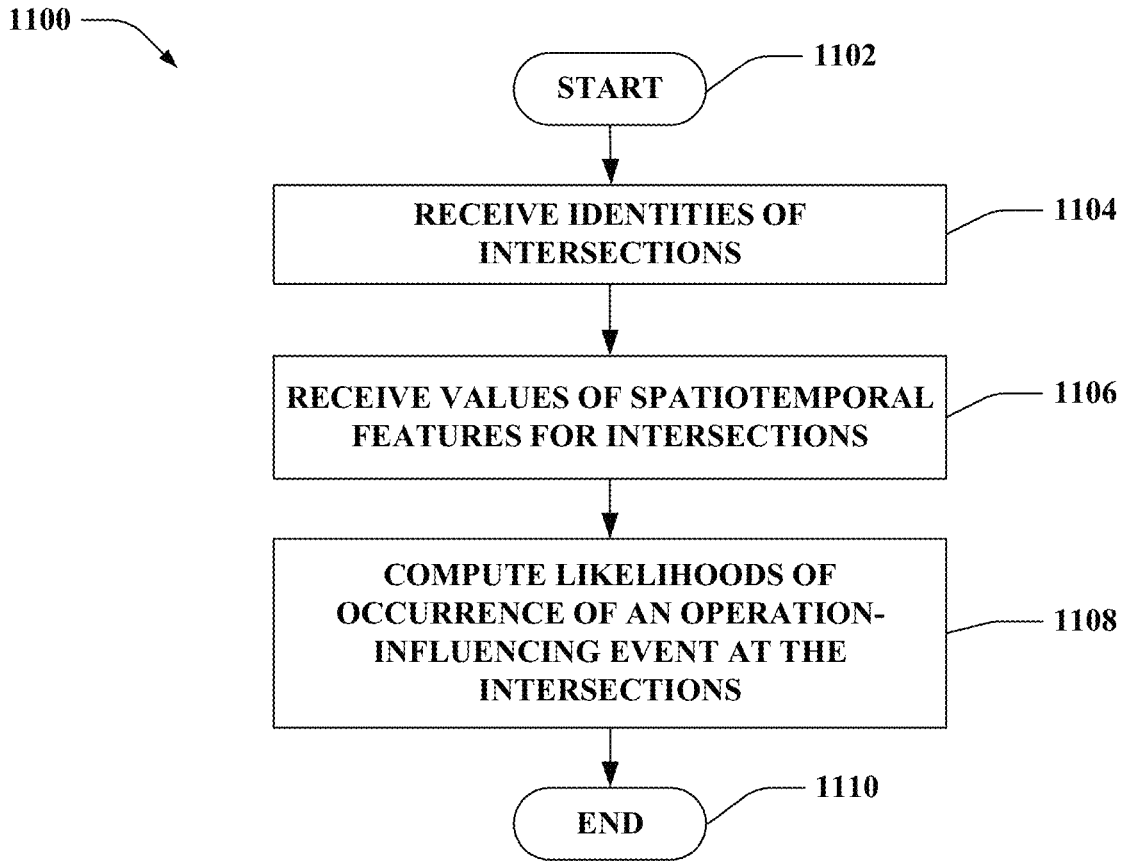 1100
START
1102
RECEIVE IDENTITIES OF
INTERSECTIONS
1104
RECEIVE VALUES OF SPATIOTEMPORAL
FEATURES FOR INTERSECTIONS
1106
COMPUTE LIKELIHOODS OF
OCCURRENCE OF AN OPERATION-
INFLUENCING EVENT AT THE
INTERSECTIONS
1108
END
1110